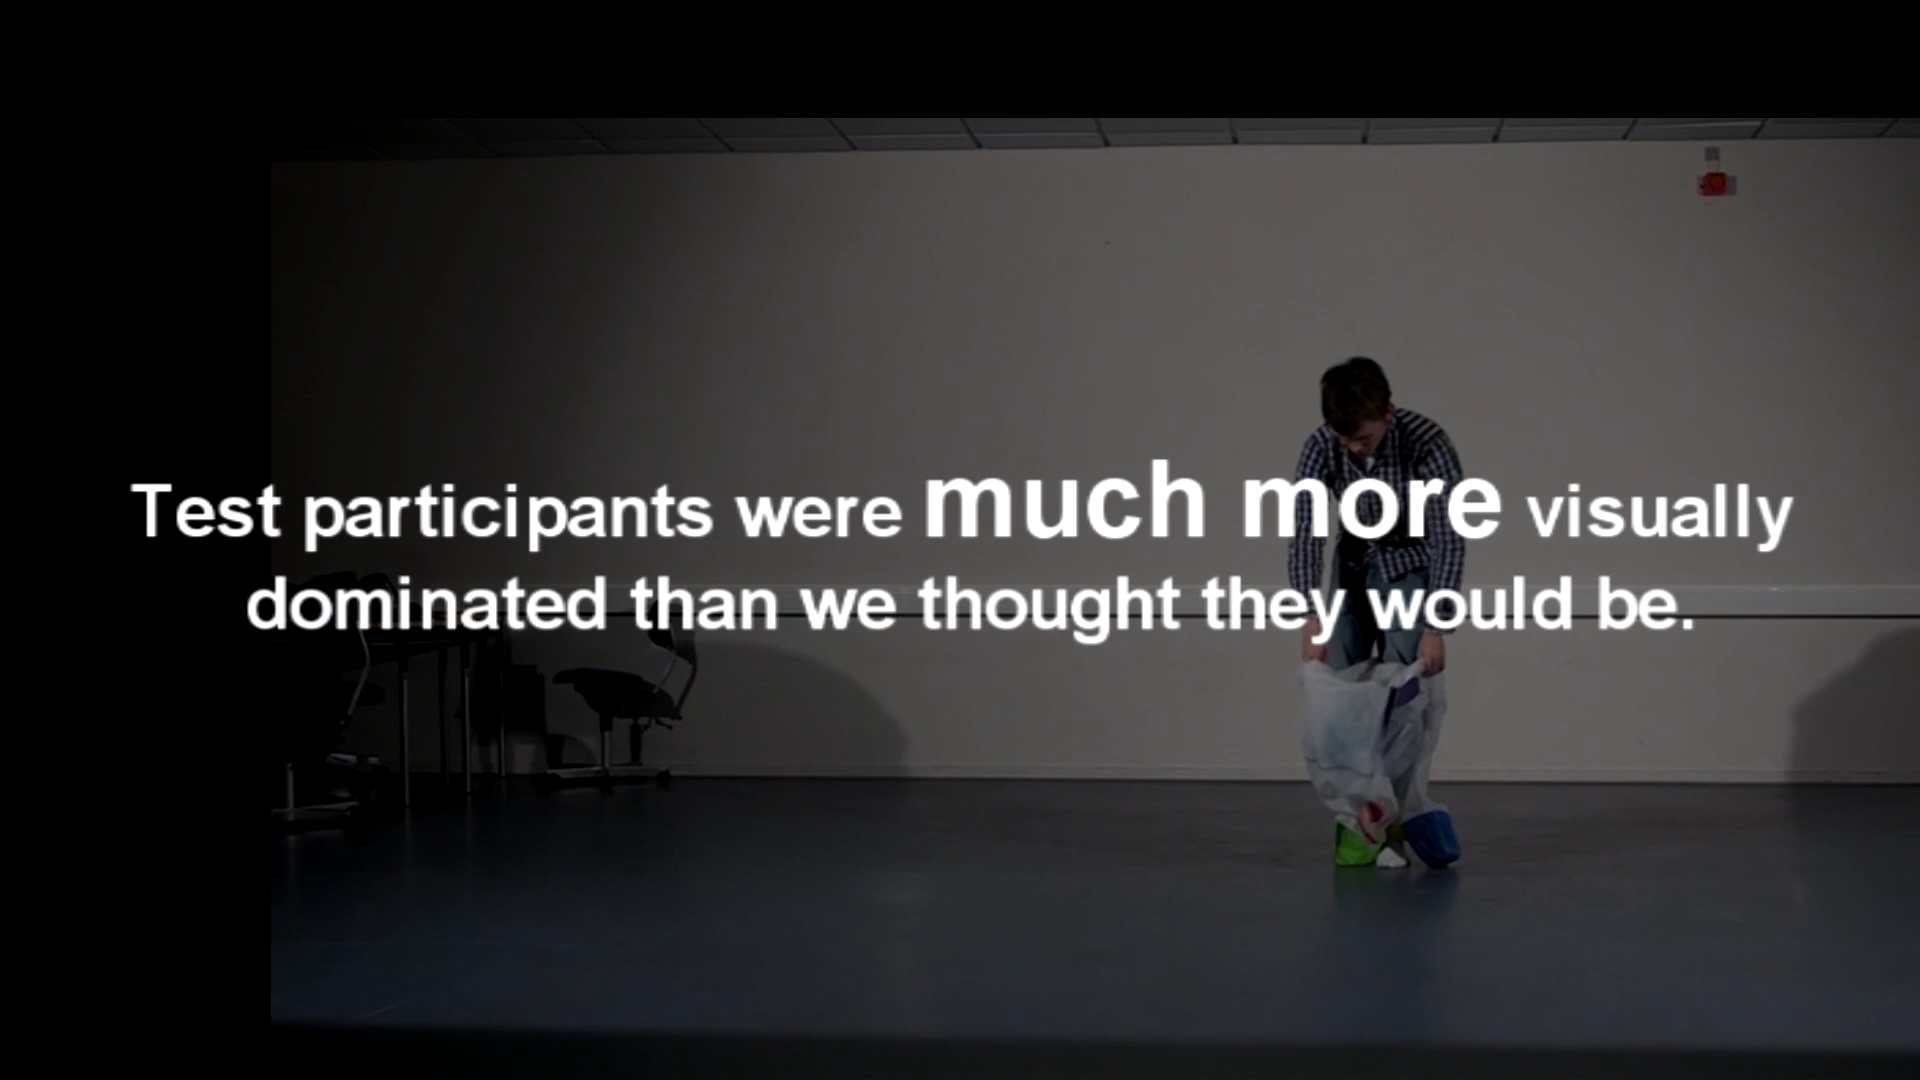 Test participants were much more visually
dominated than we thought they would be.